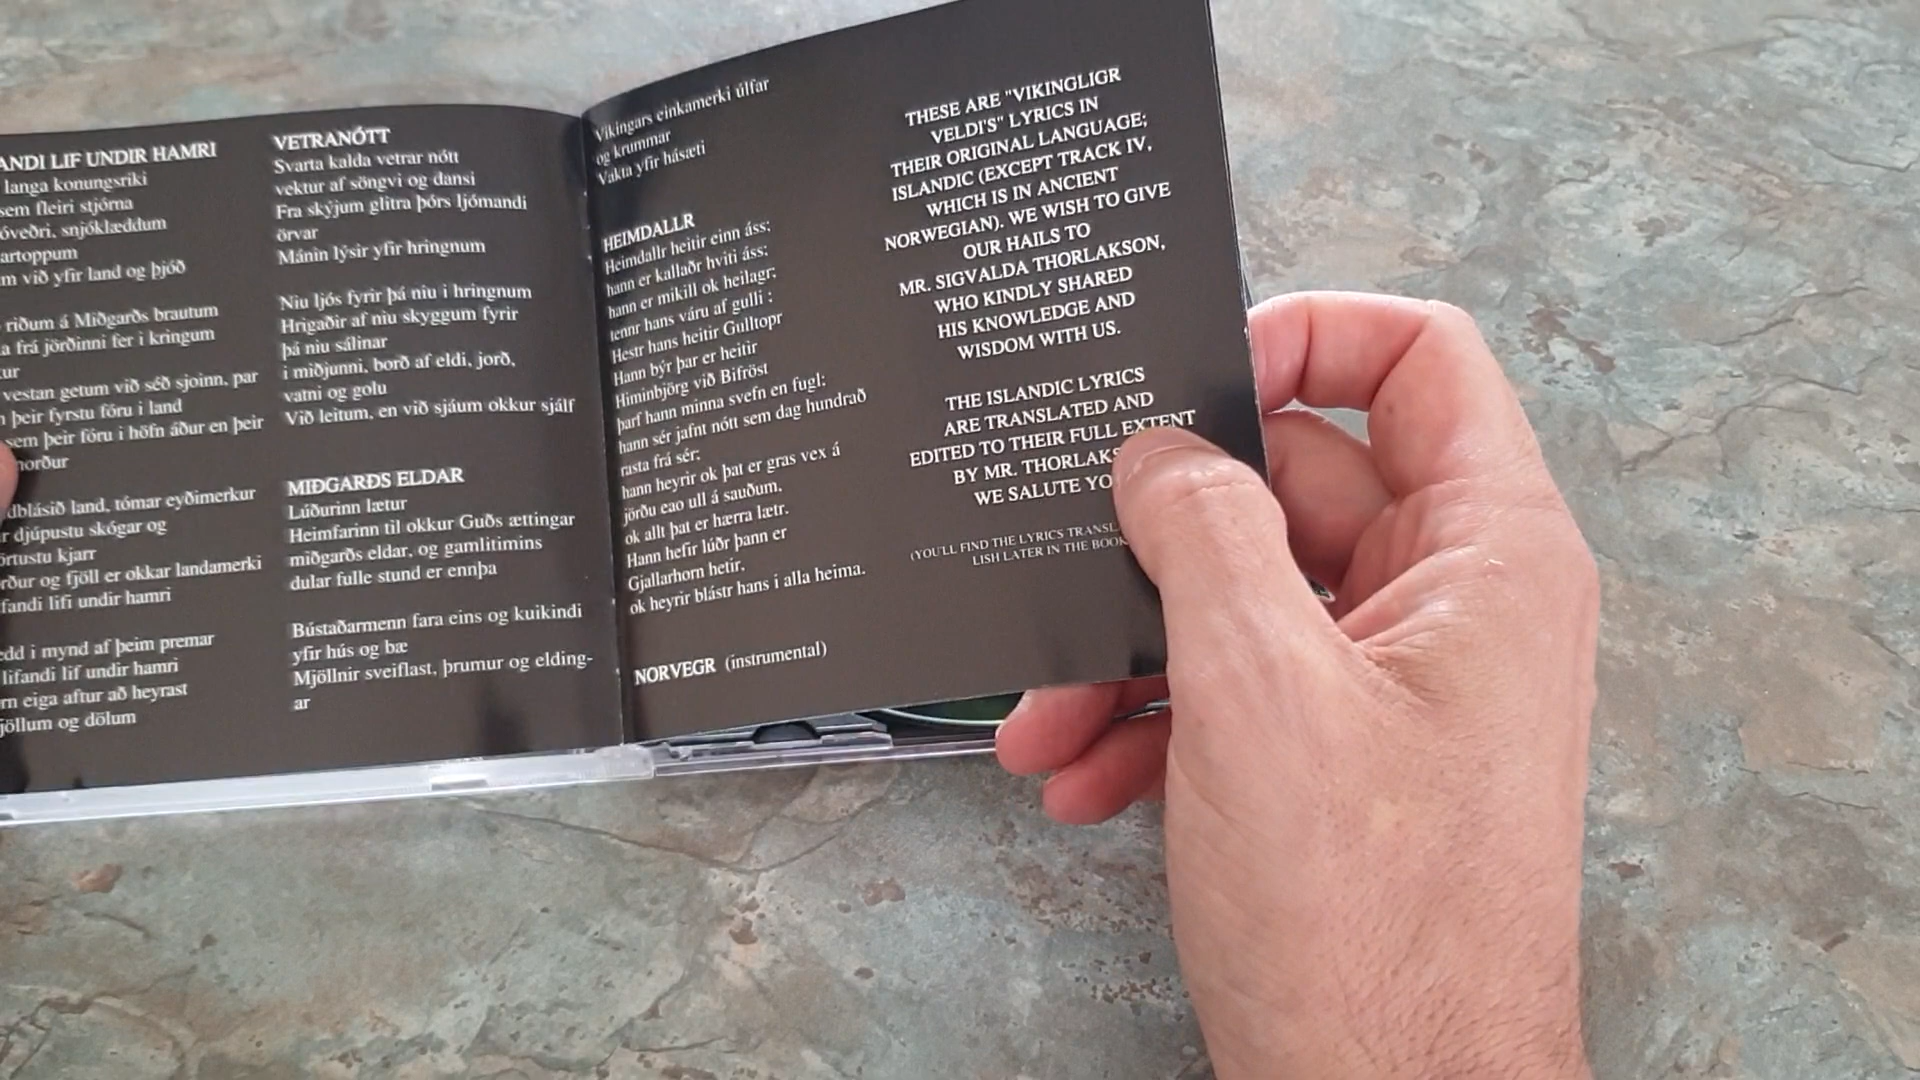 ANDI LIF UNDIR HAMRI
langa konungsriki
sem fleiri stjórna
óveðri, snjóklæddum
artoppum
m við yfir land og þjóð
riðum á Miðgarðs brautum
a frá jörðinni fer i kringum
ur
vestan getum við séð sjoinn, par
þeir fyrstu fóru i land
sem þeir fóru i höfn áður en þeir
norður
dblásið land, tómar eyðimerkur
r djúpustu skógar og
örtustu kjarr
rður og fjöll er okkar landamerki
fandi lifi undir hamri
edd i mynd af þeim premar
lifandi lif undir hamri
rn eiga aftur að heyrast
jöllum og dölum
VETRANÓTT
Svarta kalda vetrar nótt
vektur af söngvi og dansi
Fra skýjum glitra þórs ljómandi
örvar
Mánin lýsir yfir hringnum
Niu ljós fyrir þá niu i hringnum
Hrigaðir af niu skyggum fyrir
þá niu sálinar
i miðjunni, borð af eldi, jorð,
vatni og golu
Við leitum, en við sjáum okkur sjálf
MIÐGARÐS ELDAR
Lúðurinn lætur
Heimfarinn til okkur Guðs ættingar
miðgarðs eldar, og gamlitimins
dular fulle stund er ennþa
Bústaðarmenn fara eins og kuikindi
yfir hús og bæ
Mjöllnir sveiflast, þrumur og elding-
ar
Vikingars einkamerki úlfar
og krummar
Vakta yfir hásæti
HEIMDALLR
Heimdallr heitir einn áss:
hann er kallaðr hviti áss:
hann er mikill ok heilagr:
tennr hans váru af gulli :
Hestr hans heitir Gulltopr
Hann býr þar er heitir
Himinbjörg við Bifröst
þarf hann minna svefn en fugl:
hann sér jafnt nótt sem dag hundrað
rasta frá sér:
hann heyrir ok þat er gras vex á
jörðu eao ull á sauðum,
ok allt þat er hærra lætr.
Hann hefir lúðr þann er
Gjallarhorn hetir,
ok heyrir blástr hans i alla heima.
NORVEGR (instrumental)
THESE ARE "VIKINGLIGR
VELDI'S" LYRICS IN
THEIR ORIGINAL LANGUAGE;
ISLANDIC (EXCEPT TRACK IV,
WHICH IS IN ANCIENT
NORWEGIAN). WE WISH TO GIVE
OUR HAILS TO
MR. SIGVALDA THORLAKSON,
WHO KINDLY SHARED
HIS KNOWLEDGE AND
WISDOM WITH US.
THE ISLANDIC LYRICS
ARE TRANSLATED AND
EDITED TO THEIR FULL EXTENT
BY MR. THORLAKS
WE SALUTE YO
(YOU'LL FIND THE LYRICS TRANSL
LISH LATER IN THE BOOK